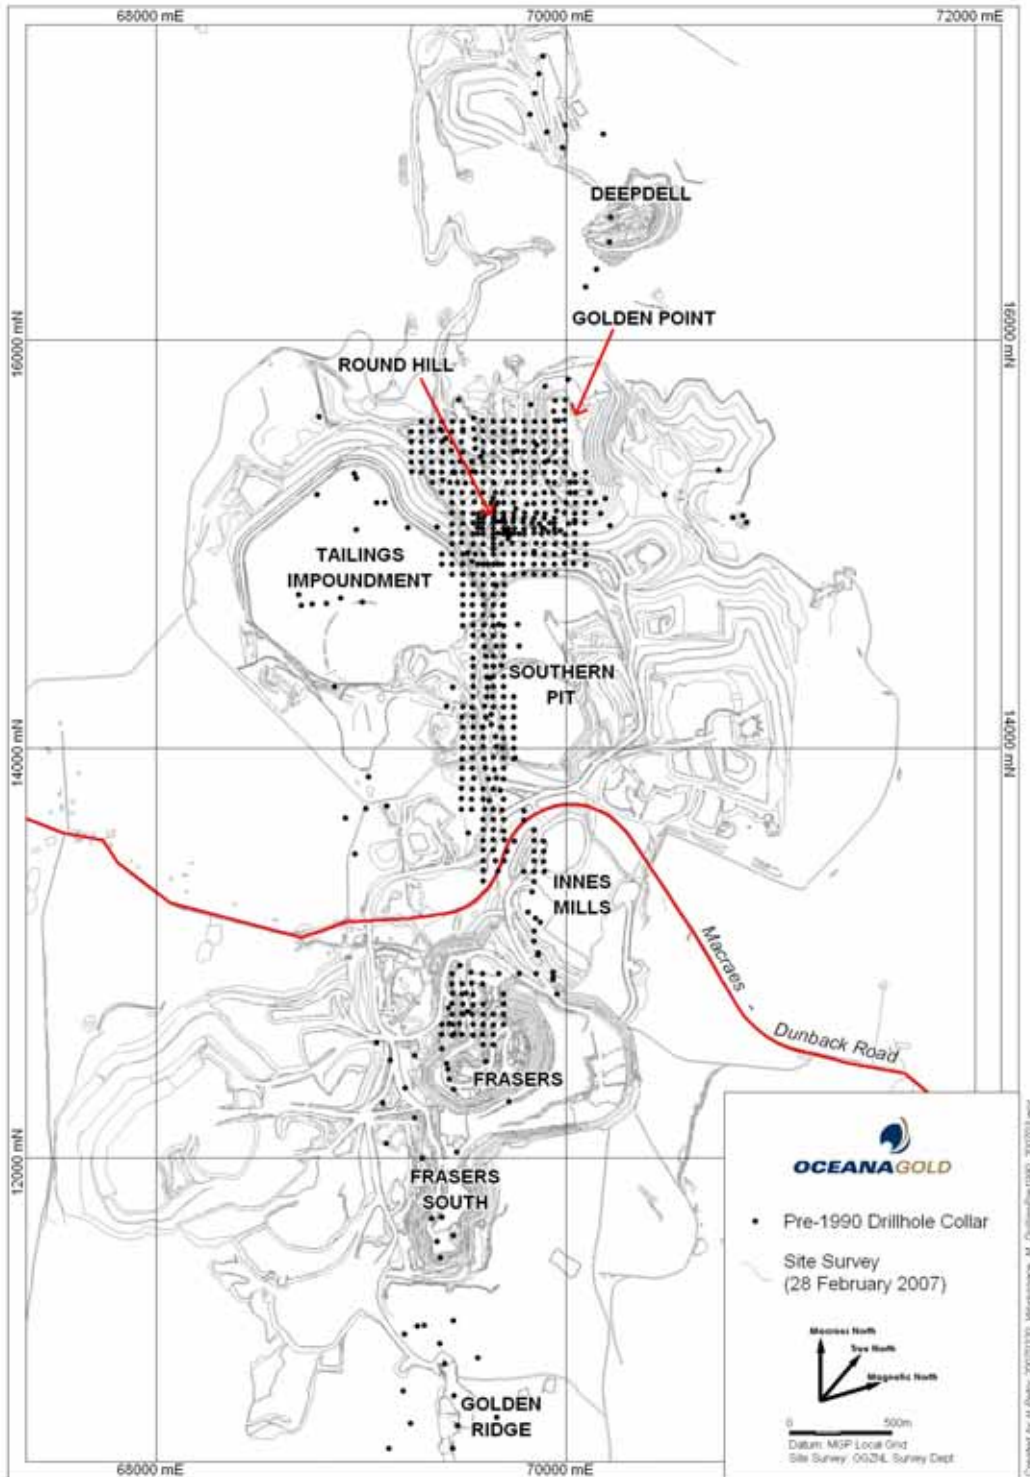 68000 mE
70000 mE
72000 mE
DEEPDELL
GOLDEN POINT
16000 mN
16000 mN
ROUND HILL
TAILINGS
IMPOUNDMENT
SOUTHERN
PIT
14000 mN
14000 mN
INNES
MILLS
Macraes -
Dunback Road
FRASERS
12000 mN
FRASERS
SOUTH
GOLDEN
RIDGE
OCEANAGOLD
Pre-1990 Drillhole Collar
Site Survey
(28 February 2007)
Macraes North
True North
Magnetic North
0 500m
Datum: MGP Local Grid
Site Survey: OGZNL Survey Dept
68000 mE
70000 mE